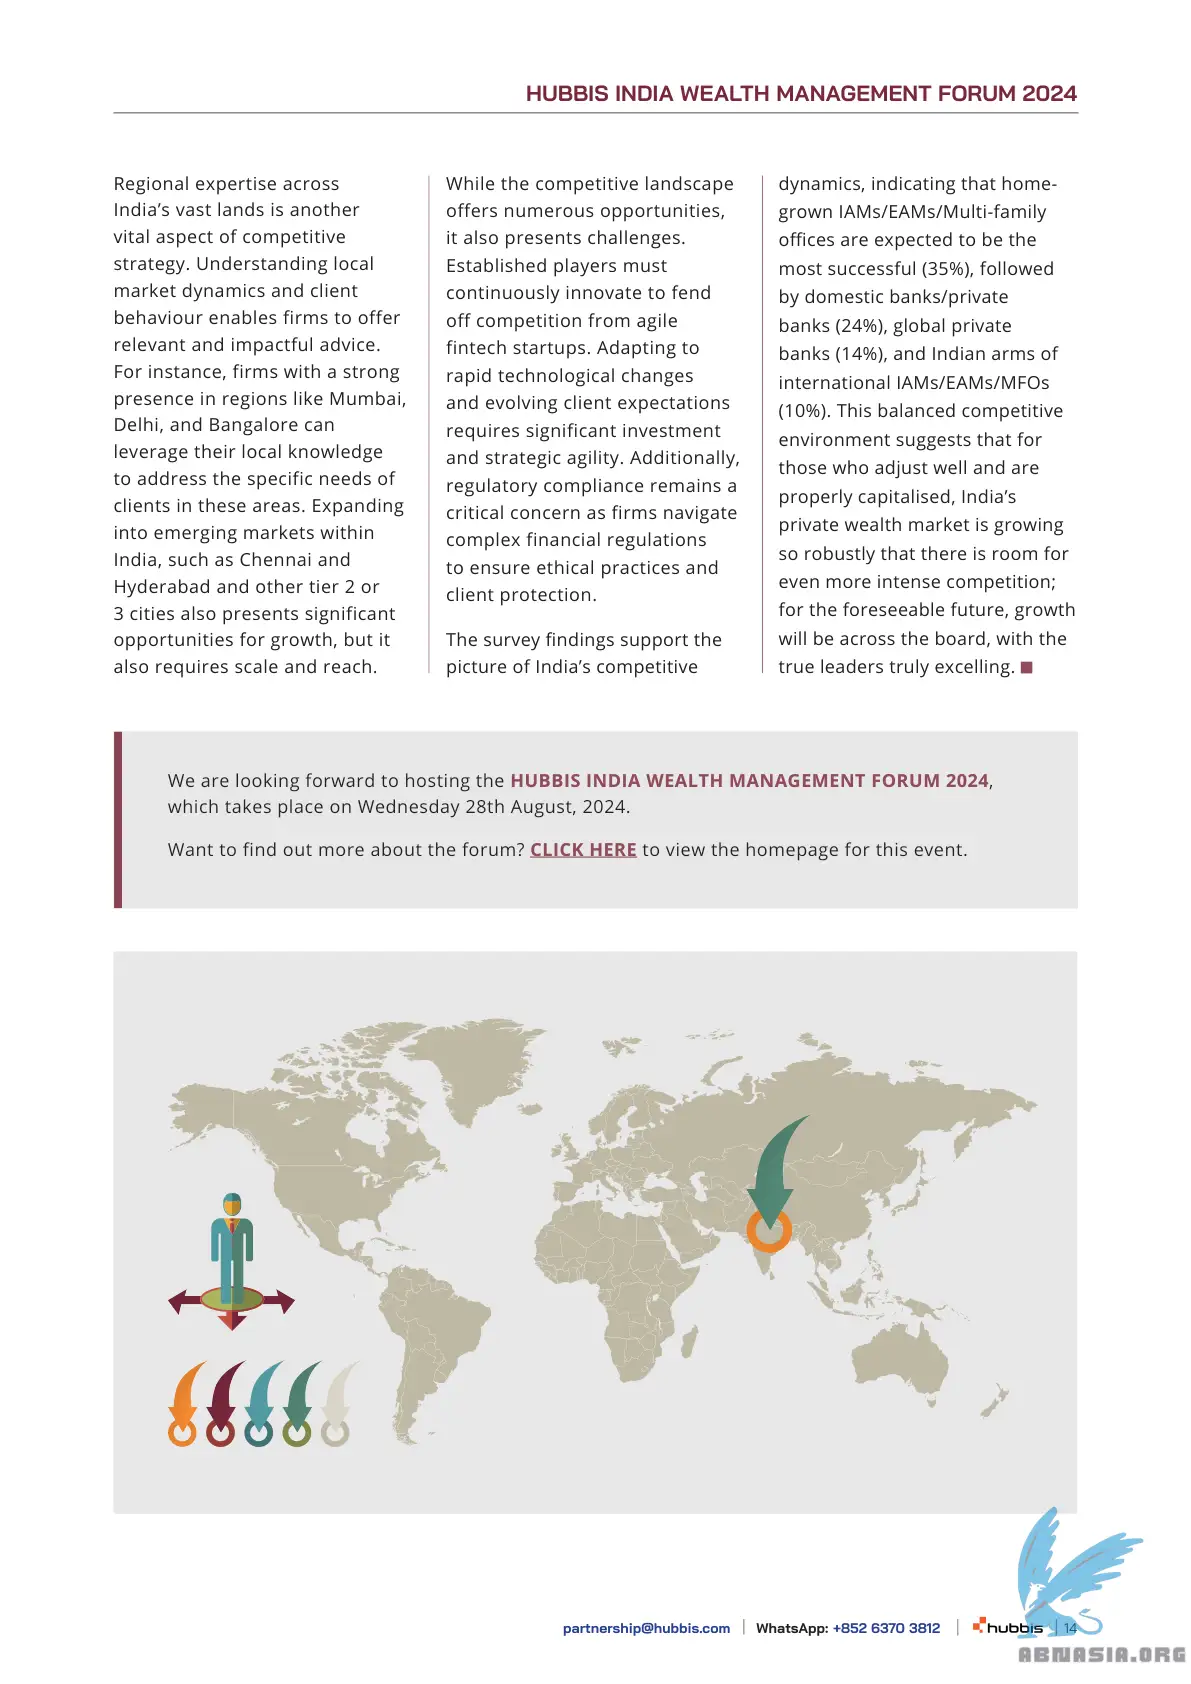 HUBBIS INDIA WEALTH MANAGEMENT FORUM 2024
Regional expertise across
India’s vast lands is another
vital aspect of competitive
strategy. Understanding local
market dynamics and client
behaviour enables firms to offer
relevant and impactful advice.
For instance, firms with a strong
presence in regions like Mumbai,
Delhi, and Bangalore can
leverage their local knowledge
to address the specific needs of
clients in these areas. Expanding
into emerging markets within
India, such as Chennai and
Hyderabad and other tier 2 or
3 cities also presents significant
opportunities for growth, but it
also requires scale and reach.
While the competitive landscape
offers numerous opportunities,
it also presents challenges.
Established players must
continuously innovate to fend
off competition from agile
fintech startups. Adapting to
rapid technological changes
and evolving client expectations
requires significant investment
and strategic agility. Additionally,
regulatory compliance remains a
critical concern as firms navigate
complex financial regulations
to ensure ethical practices and
client protection.
The survey findings support the
picture of India’s competitive
dynamics, indicating that home-
grown IAMs/EAMs/Multi-family
offices are expected to be the
most successful (35%), followed
by domestic banks/private
banks (24%), global private
banks (14%), and Indian arms of
international IAMs/EAMs/MFOs
(10%). This balanced competitive
environment suggests that for
those who adjust well and are
properly capitalised, India’s
private wealth market is growing
so robustly that there is room for
even more intense competition;
for the foreseeable future, growth
will be across the board, with the
true leaders truly excelling. ■
We are looking forward to hosting the HUBBIS INDIA WEALTH MANAGEMENT FORUM 2024,
which takes place on Wednesday 28th August, 2024.
Want to find out more about the forum? CLICK HERE to view the homepage for this event.
partnership@hubbis.com | WhatsApp: +852 6370 3812 | hubbis | 14
ABNASIA.ORG